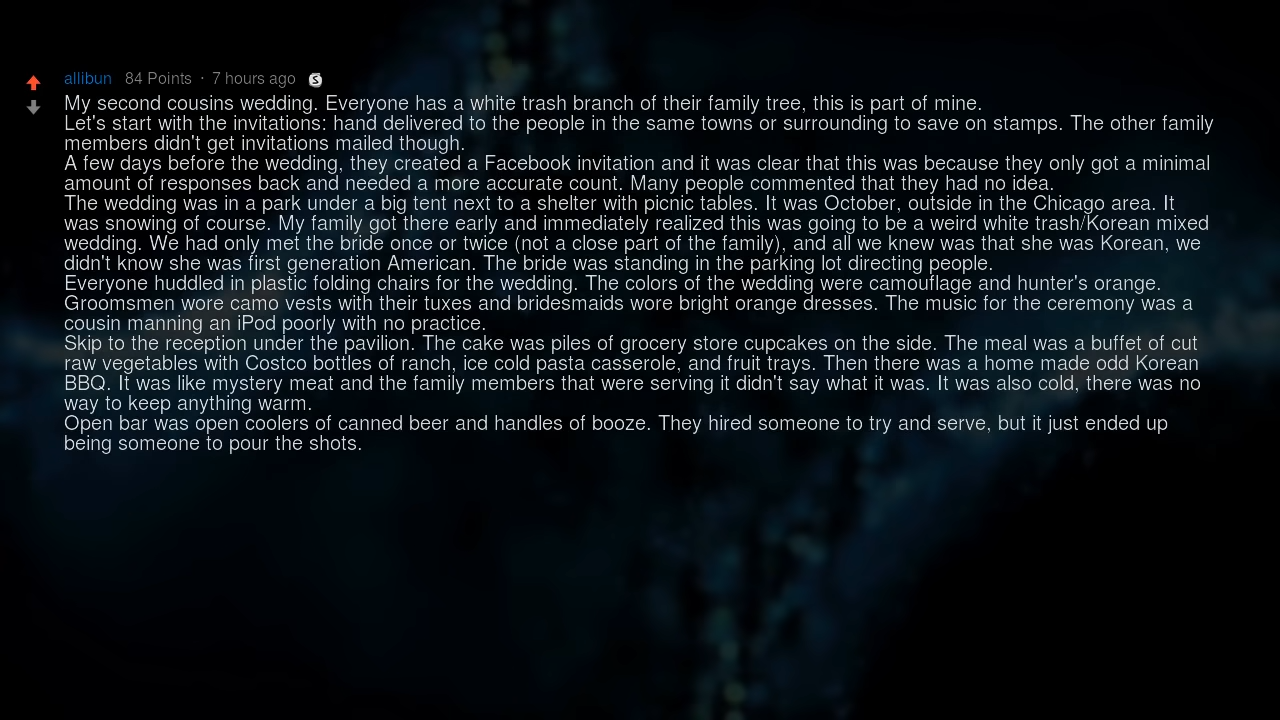 allibun 84 Points · 7 hours ago S
My second cousins wedding. Everyone has a white trash branch of their family tree, this is part of mine.
Let's start with the invitations: hand delivered to the people in the same towns or surrounding to save on stamps. The other family
members didn't get invitations mailed though.
A few days before the wedding, they created a Facebook invitation and it was clear that this was because they only got a minimal
amount of responses back and needed a more accurate count. Many people commented that they had no idea.
The wedding was in a park under a big tent next to a shelter with picnic tables. It was October, outside in the Chicago area. It
was snowing of course. My family got there early and immediately realized this was going to be a weird white trash/Korean mixed
wedding. We had only met the bride once or twice (not a close part of the family), and all we knew was that she was Korean, we
didn't know she was first generation American. The bride was standing in the parking lot directing people.
Everyone huddled in plastic folding chairs for the wedding. The colors of the wedding were camouflage and hunter's orange.
Groomsmen wore camo vests with their tuxes and bridesmaids wore bright orange dresses. The music for the ceremony was a
cousin manning an iPod poorly with no practice.
Skip to the reception under the pavilion. The cake was piles of grocery store cupcakes on the side. The meal was a buffet of cut
raw vegetables with Costco bottles of ranch, ice cold pasta casserole, and fruit trays. Then there was a home made odd Korean
BBQ. It was like mystery meat and the family members that were serving it didn't say what it was. It was also cold, there was no
way to keep anything warm.
Open bar was open coolers of canned beer and handles of booze. They hired someone to try and serve, but it just ended up
being someone to pour the shots.